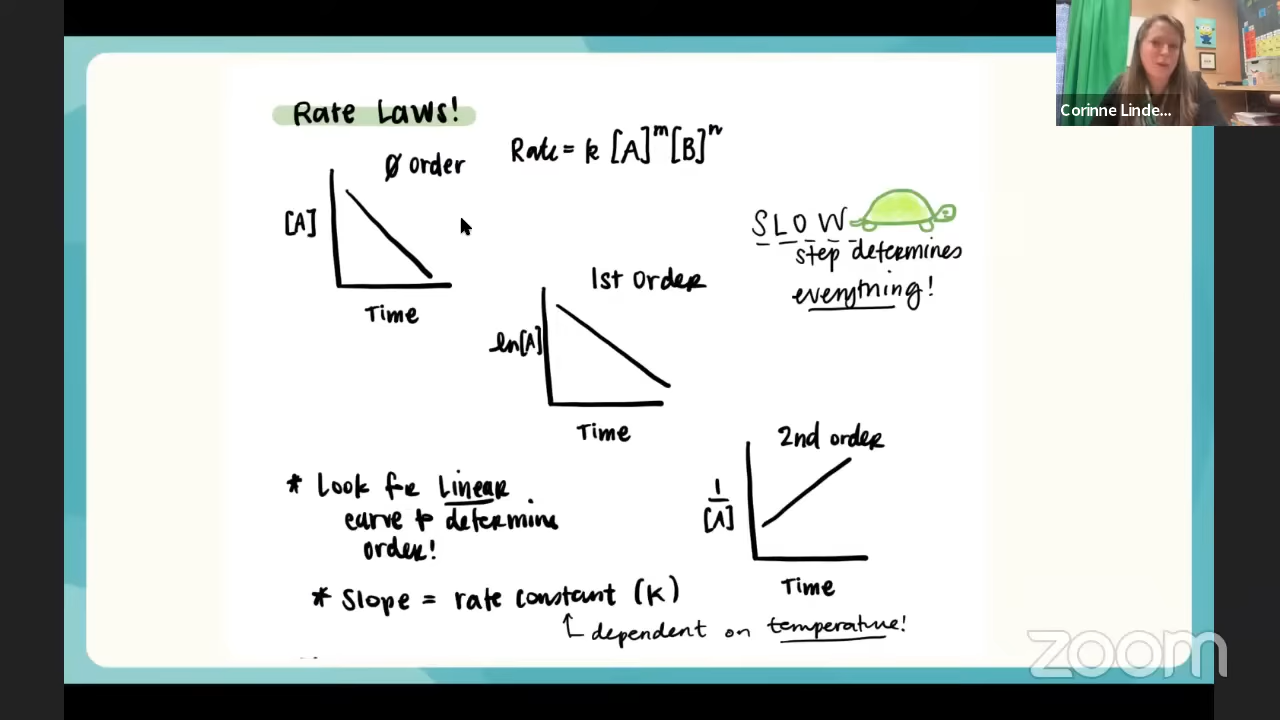 Rate Laws!
Ø order
[A]
Time
Rate = k [A]^m [B]^n
SLOW
step determines
everything!
1st Order
ln[A]
Time
2nd order
1
[A]
Time
* Look for Linear
curve to determine
order!
* Slope = rate constant (k)
dependent on temperature!
Corinne Linde...
zoom